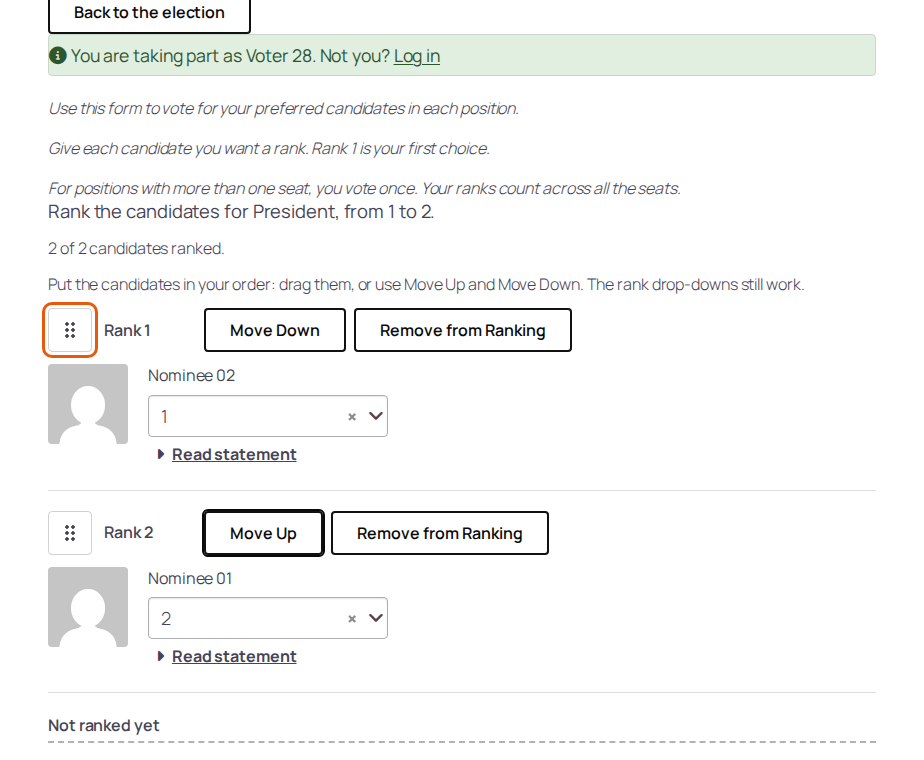 Back to the election
You are taking part as Voter 28. Not you? Log in
Use this form to vote for your preferred candidates in each position.
Give each candidate you want a rank. Rank 1 is your first choice.
For positions with more than one seat, you vote once. Your ranks count across all the seats.
Rank the candidates for President, from 1 to 2.
2 of 2 candidates ranked.
Put the candidates in your order: drag them, or use Move Up and Move Down. The rank drop-downs still work.
Rank 1 Move Down Remove from Ranking
Nominee 02
1 ×
Read statement
Rank 2 Move Up Remove from Ranking
Nominee 01
2 ×
Read statement
Not ranked yet